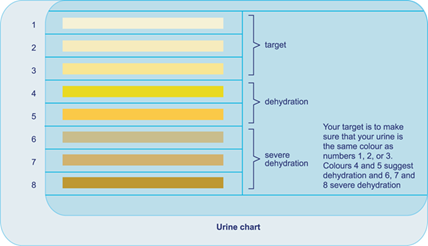 1
2
3
target
4
5
dehydration
6
7
8
severe
dehydration
Your target is to make
sure that your urine is
the same colour as
numbers 1, 2, or 3.
Colours 4 and 5 suggest
dehydration and 6, 7 and
8 severe dehydration
Urine chart